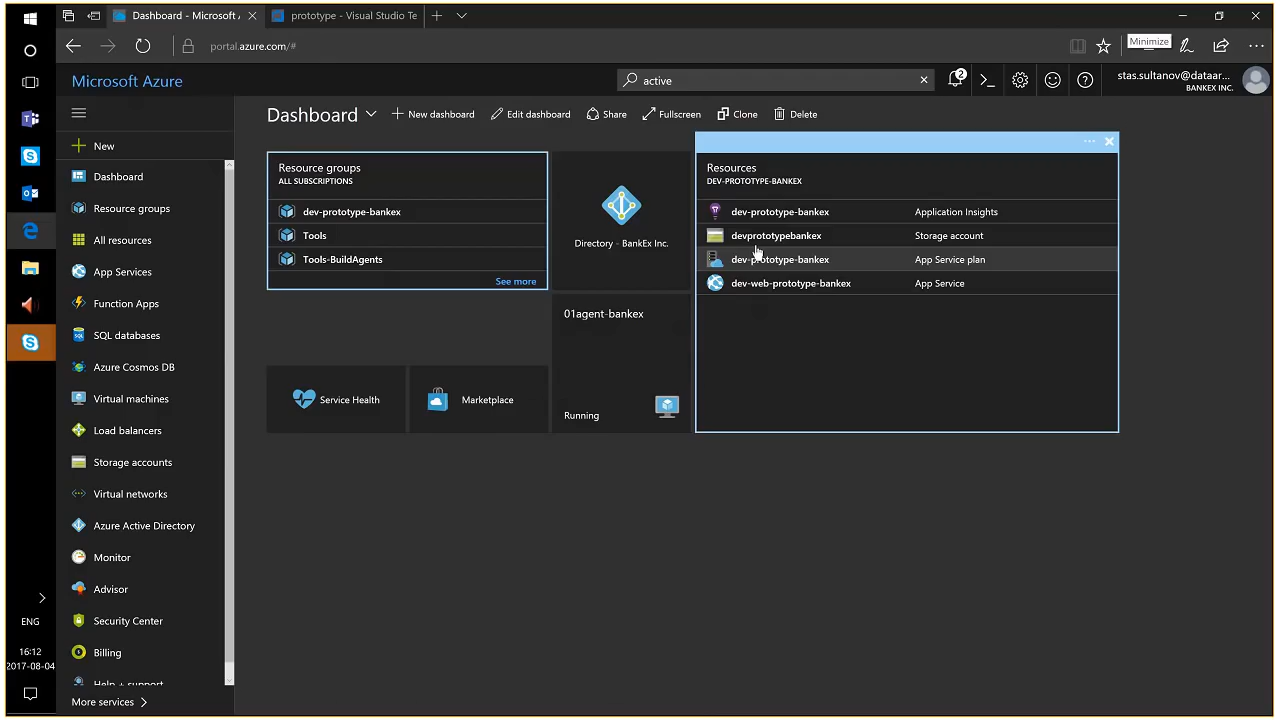 Dashboard - Microsoft A
prototype - Visual Studio Te
portal.azure.com/#
Minimize
Microsoft Azure
active
2
stas.sultanov@dataar...
BANKEX INC.
New
Dashboard
Resource groups
All resources
App Services
Function Apps
SQL databases
Azure Cosmos DB
Virtual machines
Load balancers
Storage accounts
Virtual networks
Azure Active Directory
Monitor
Advisor
Security Center
Billing
Help + support
More services
Dashboard
New dashboard
Edit dashboard
Share
Fullscreen
Clone
Delete
Resource groups
ALL SUBSCRIPTIONS
dev-prototype-bankex
Tools
Tools-BuildAgents
See more
Directory - BankEx Inc.
Service Health
Marketplace
01agent-bankex
Running
Resources
DEV-PROTOTYPE-BANKEX
dev-prototype-bankex Application Insights
devprototypebankex Storage account
dev-prototype-bankex App Service plan
dev-web-prototype-bankex App Service
ENG
16:12
2017-08-04